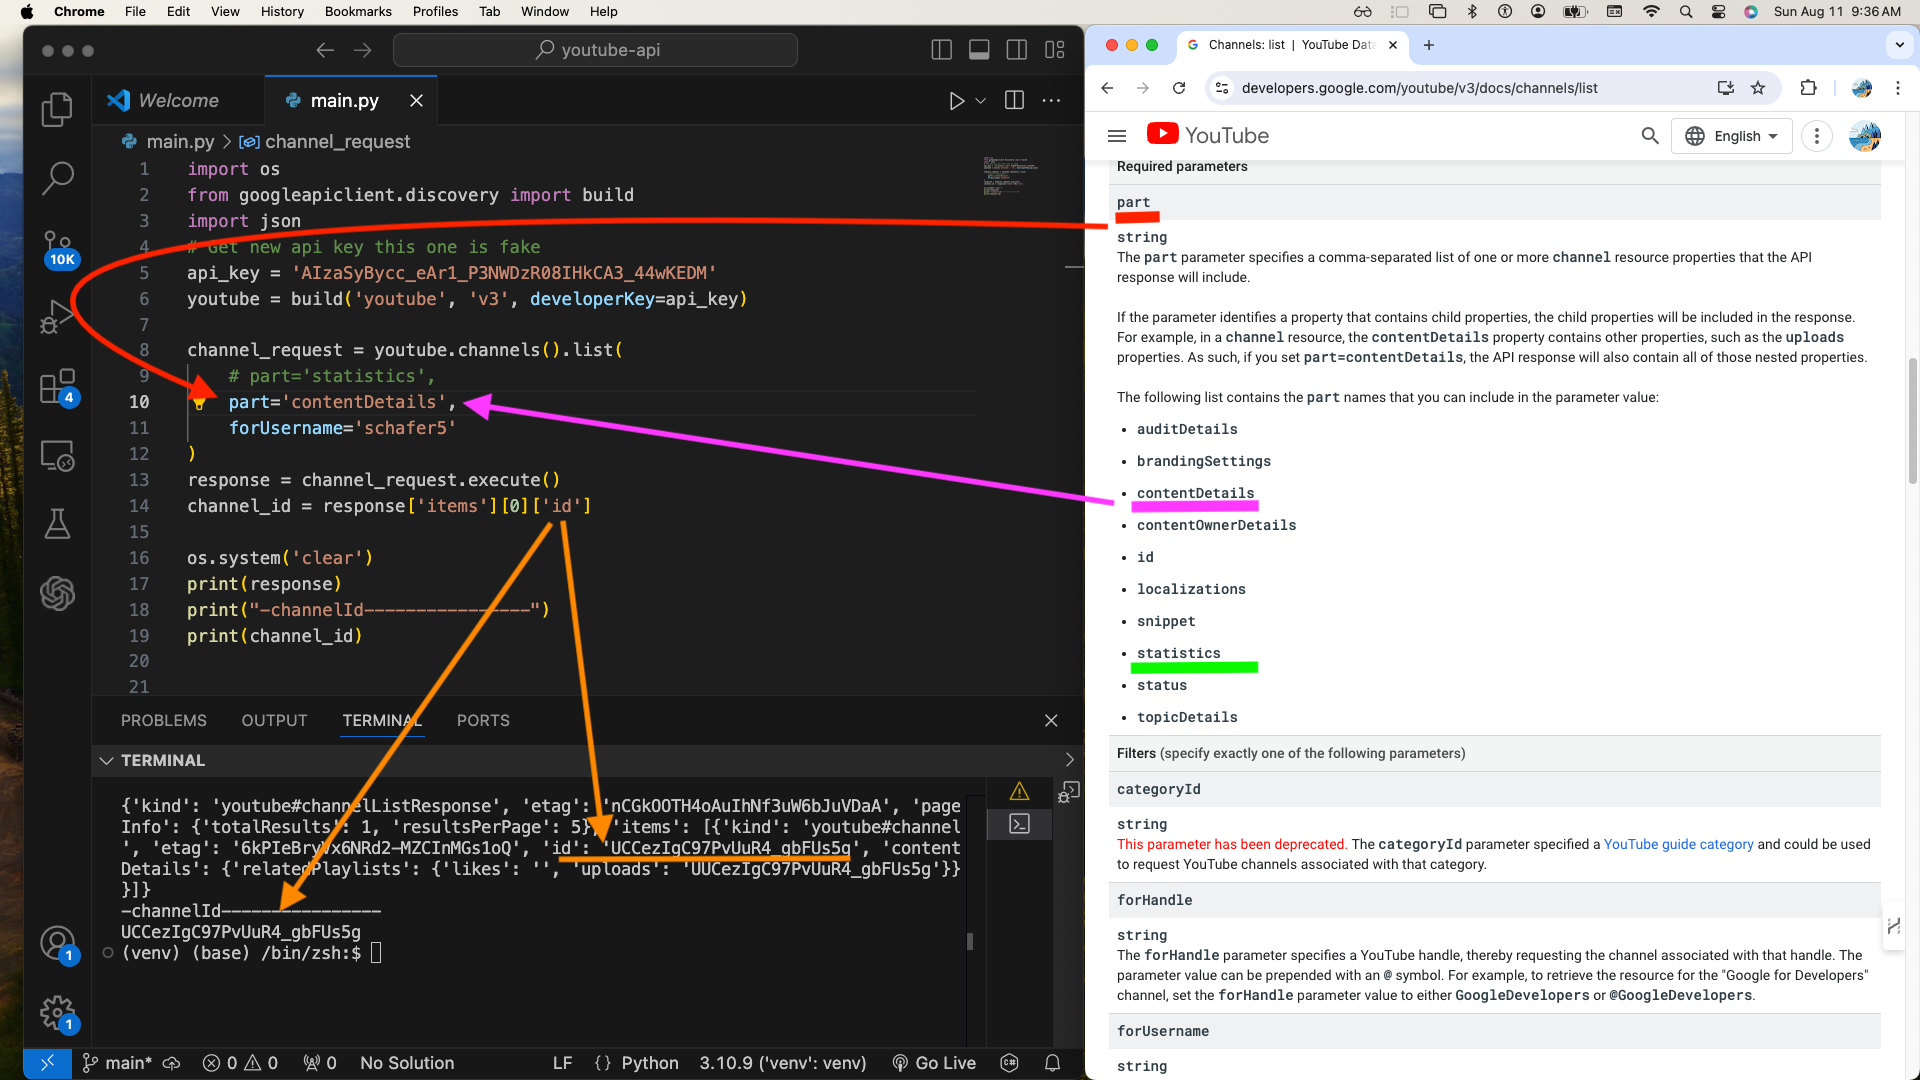 Chrome File Edit View History Bookmarks Profiles Tab Window Help
Sun Aug 11 9:36 AM
youtube-api
Welcome
main.py
main.py > channel_request
1 import os
2 from googleapiclient.discovery import build
3 import json
4 # Get new api key this one is fake
5 api_key = 'AIzaSyBycc_eAr1_P3NWDzR08IHkCA3_44wKEDM'
6 youtube = build('youtube', 'v3', developerKey=api_key)
7
8 channel_request = youtube.channels().list(
9 # part='statistics',
10 part='contentDetails',
11 forUsername='schafer5'
12 )
13 response = channel_request.execute()
14 channel_id = response['items'][0]['id']
15
16 os.system('clear')
17 print(response)
18 print("-channelId----------------")
19 print(channel_id)
20
21
10K
4
1
1
PROBLEMS OUTPUT TERMINAL PORTS
TERMINAL
{'kind': 'youtube#channelListResponse', 'etag': 'nCGkOOTH4oAuIhNf3uW6bJuVDaA', 'page
Info': {'totalResults': 1, 'resultsPerPage': 5}, 'items': [{'kind': 'youtube#channel
', 'etag': '6kPIeBryVx6NRd2-MZCInMGs1oQ', 'id': 'UCCezIgC97PvUuR4_gbFUs5g', 'content
Details': {'relatedPlaylists': {'likes': '', 'uploads': 'UUCezIgC97PvUuR4_gbFUs5g'}}
}]}
-channelId----------------
UCCezIgC97PvUuR4_gbFUs5g
(venv) (base) /bin/zsh:$
main* 0 0 0 No Solution LF {} Python 3.10.9 ('venv': venv) Go Live
Channels: list | YouTube Data
developers.google.com/youtube/v3/docs/channels/list
YouTube
English
Required parameters
part
string
The part parameter specifies a comma-separated list of one or more channel resource properties that the API
response will include.
If the parameter identifies a property that contains child properties, the child properties will be included in the response.
For example, in a channel resource, the contentDetails property contains other properties, such as the uploads
properties. As such, if you set part=contentDetails, the API response will also contain all of those nested properties.
The following list contains the part names that you can include in the parameter value:
• auditDetails
• brandingSettings
• contentDetails
• contentOwnerDetails
• id
• localizations
• snippet
• statistics
• status
• topicDetails
Filters (specify exactly one of the following parameters)
categoryId
string
This parameter has been deprecated. The categoryId parameter specified a YouTube guide category and could be used
to request YouTube channels associated with that category.
forHandle
string
The forHandle parameter specifies a YouTube handle, thereby requesting the channel associated with that handle. The
parameter value can be prepended with an @ symbol. For example, to retrieve the resource for the "Google for Developers"
channel, set the forHandle parameter value to either GoogleDevelopers or @GoogleDevelopers.
forUsername
string